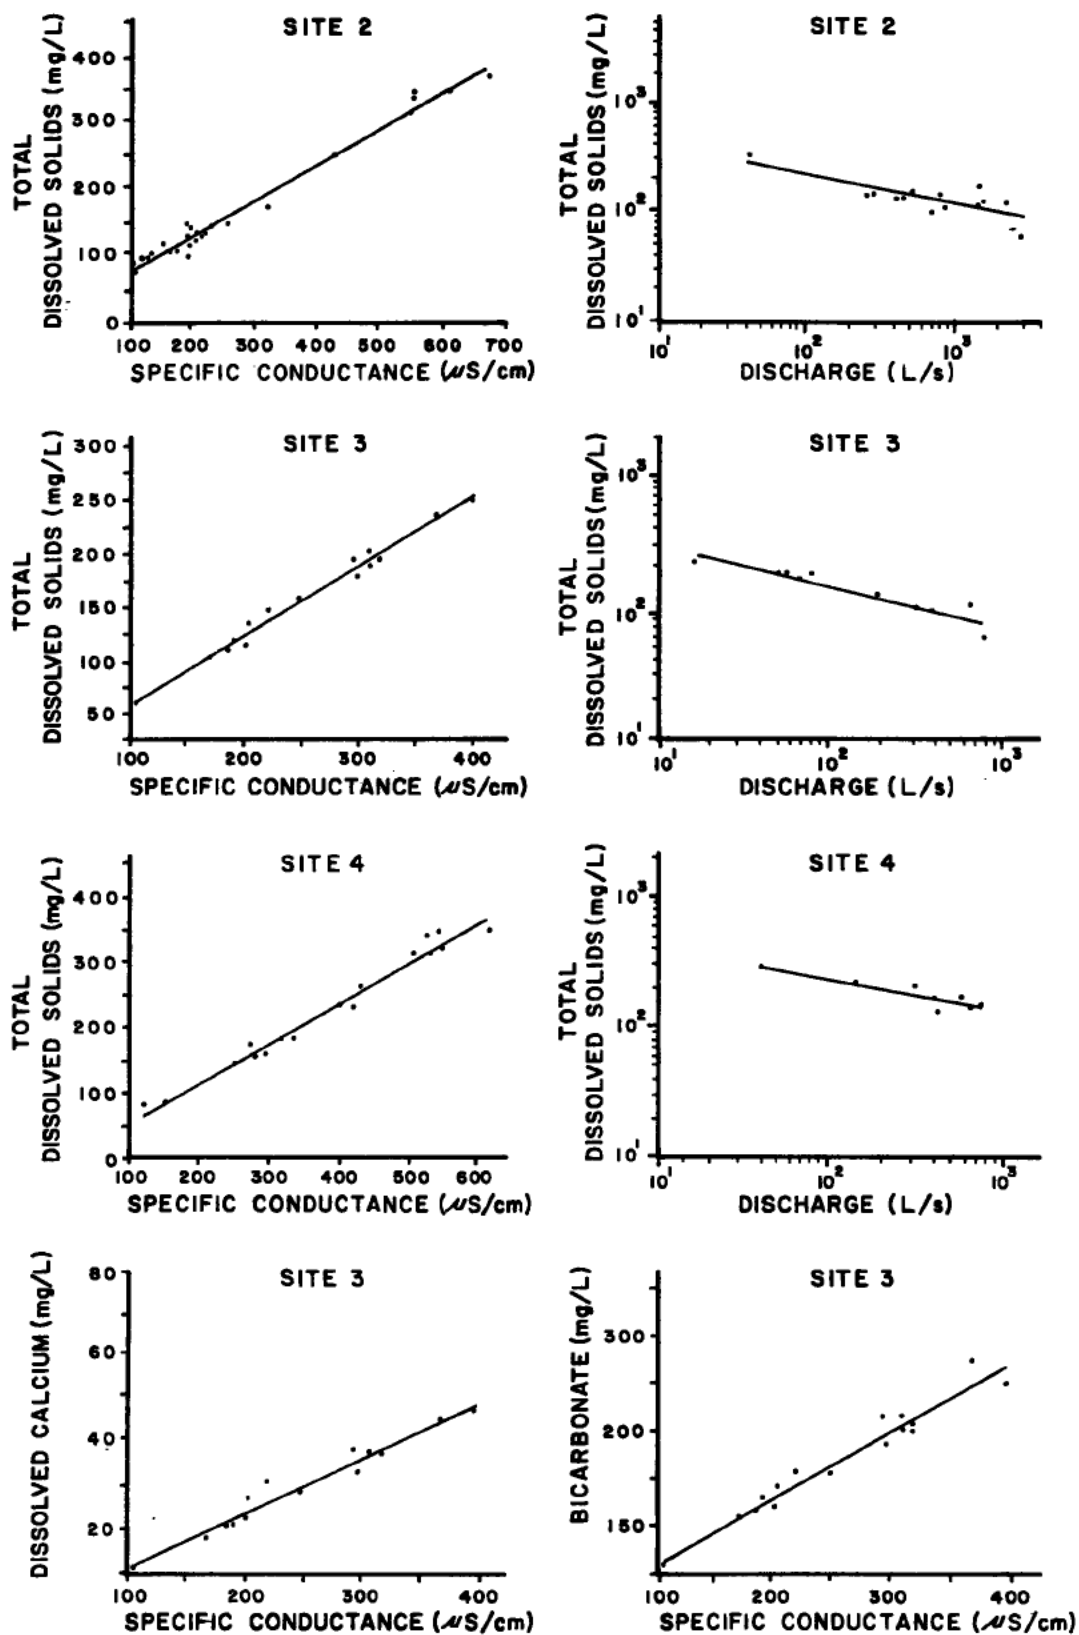 SITE 2
TOTAL
DISSOLVED SOLIDS (mg/L)
400
300
200
100
0
100 200 300 400 500 600 700
SPECIFIC CONDUCTANCE (μS/cm)
SITE 2
TOTAL
DISSOLVED SOLIDS (mg/L)
10³
10²
10¹
10¹ 10² 10³
DISCHARGE (L/s)
SITE 3
TOTAL
DISSOLVED SOLIDS (mg/L)
300
250
200
150
100
50
100 200 300 400
SPECIFIC CONDUCTANCE (μS/cm)
SITE 3
TOTAL
DISSOLVED SOLIDS (mg/L)
10³
10²
10¹
10¹ 10² 10³
DISCHARGE (L/s)
SITE 4
TOTAL
DISSOLVED SOLIDS (mg/L)
400
300
200
100
0
100 200 300 400 500 600
SPECIFIC CONDUCTANCE (μS/cm)
SITE 4
TOTAL
DISSOLVED SOLIDS (mg/L)
10³
10²
10¹
10¹ 10² 10³
DISCHARGE (L/s)
SITE 3
DISSOLVED CALCIUM (mg/L)
80
60
40
20
100 200 300 400
SPECIFIC CONDUCTANCE (μS/cm)
SITE 3
BICARBONATE (mg/L)
300
200
150
100 200 300 400
SPECIFIC CONDUCTANCE (μS/cm)